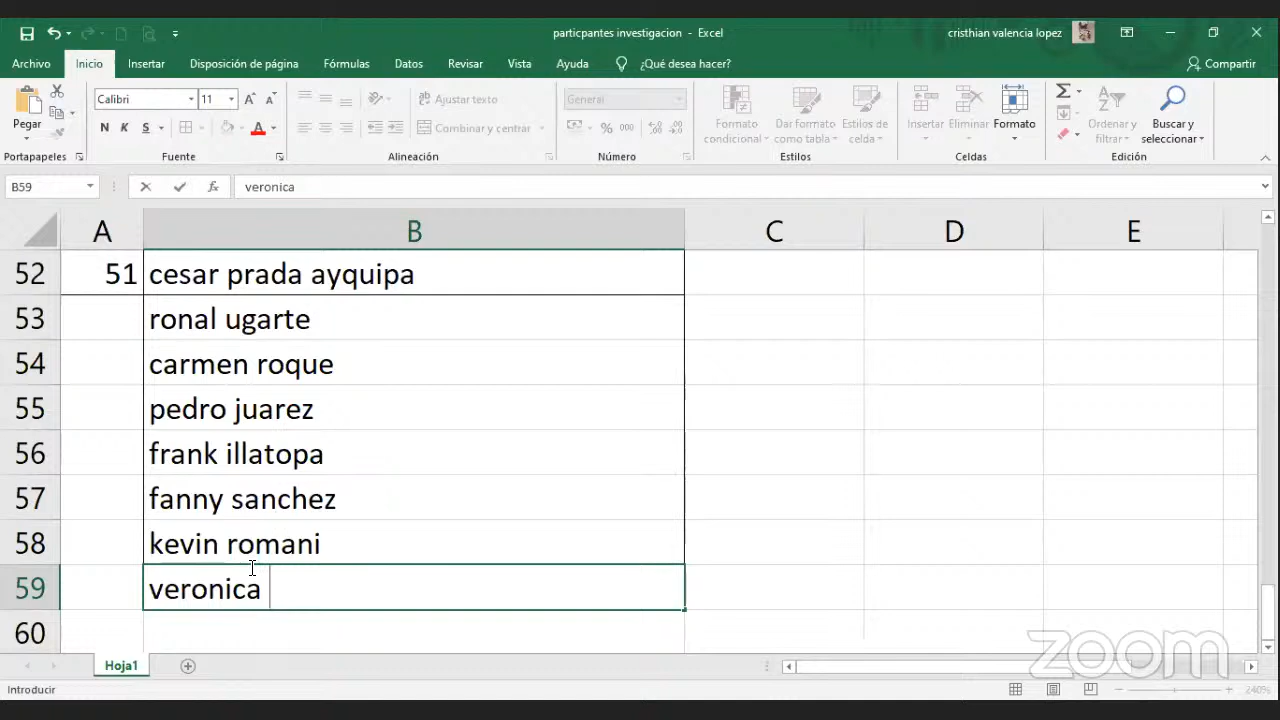 particpantes investigacion - Excel
cristhian valencia lopez
Archivo Inicio Insertar Disposición de página Fórmulas Datos Revisar Vista Ayuda ¿Qué desea hacer? Compartir
Pegar
Calibri 11
N K S
A
Ajustar texto
Combinar y centrar
General
% 000
Formato condicional
Dar formato como tabla
Estilos de celda
Insertar
Eliminar
Formato
Ordenar y filtrar
Buscar y seleccionar
Portapapeles Fuente Alineación Número Estilos Celdas Edición
B59 fx veronica
A B C D E
52 51 cesar prada ayquipa
53 ronal ugarte
54 carmen roque
55 pedro juarez
56 frank illatopa
57 fanny sanchez
58 kevin romani
59 veronica
60
zoom
Hoja1
Introducir
240%